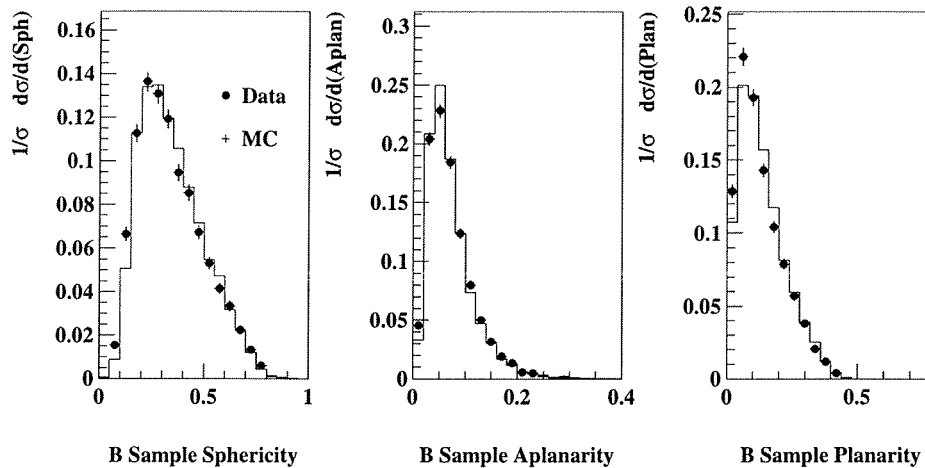 1/σ dσ/d(Sph)
0.16
0.14
0.12
0.1
0.08
0.06
0.04
0.02
0
0 0.5 1
Data
MC
B Sample Sphericity
1/σ dσ/d(Aplan)
0.3
0.25
0.2
0.15
0.1
0.05
0
0 0.2 0.4
B Sample Aplanarity
1/σ dσ/d(Plan)
0.25
0.2
0.15
0.1
0.05
0
0 0.5
B Sample Planarity